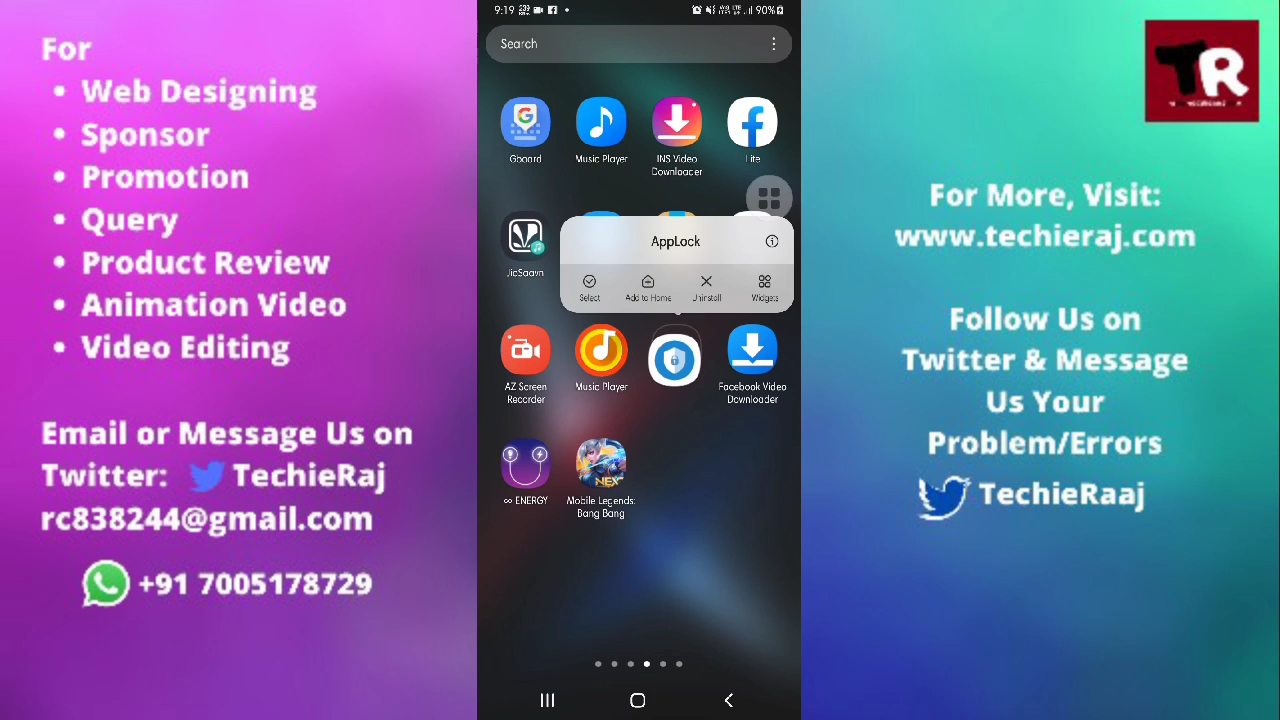 For
• Web Designing
• Sponsor
• Promotion
• Query
• Product Review
• Animation Video
• Video Editing
Email or Message Us on
Twitter: TechieRaj
rc838244@gmail.com
+91 7005178729
9:19
90%
Search
Gboard
Music Player
INS Video
Downloader
Lite
JioSaavn
AppLock
Select
Add to Home
Uninstall
Widgets
AZ Screen
Recorder
Music Player
Facebook Video
Downloader
∞ ENERGY
NEX
Mobile Legends:
Bang Bang
TR
For More, Visit:
www.techieraj.com
Follow Us on
Twitter & Message
Us Your
Problem/Errors
TechieRaaj